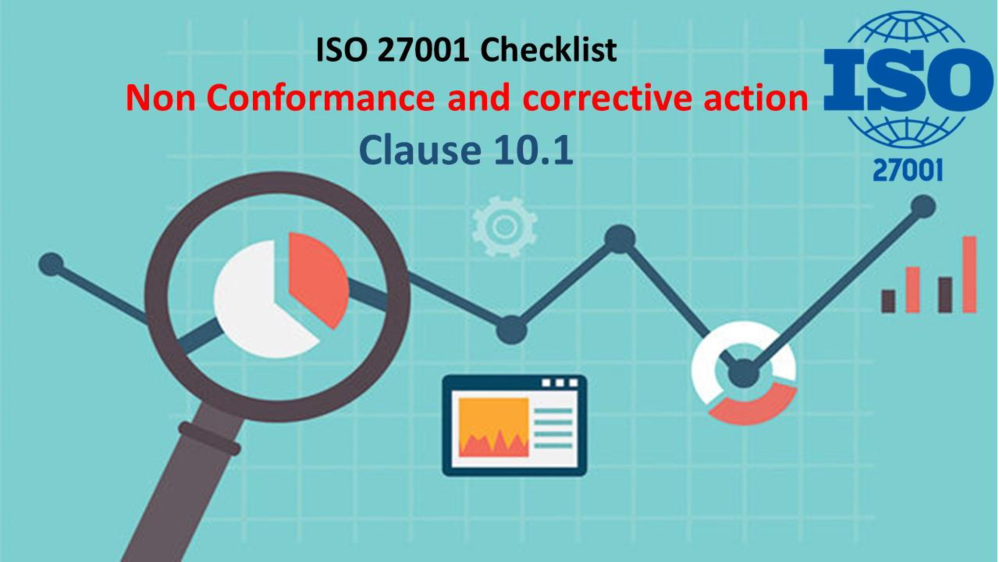 ISO 27001 Checklist
Non Conformance and corrective action
Clause 10.1
ISO
27001